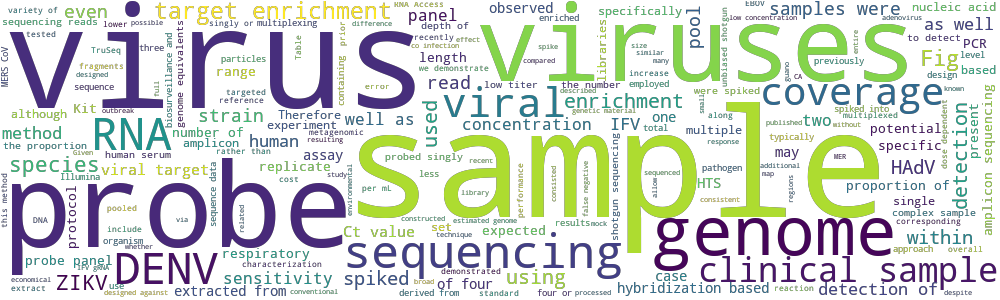 variety of
even
target enrichment
singly or multiplexing
RNA Access
co infection
panel
observed
specifically
EBOV
samples were
low concentration
adenovirus
nucleic acid
sequencing reads
lower
possible
tested
TruSeq
three
biosurveillance and
genome equivalents
particles
recently
effect
depth of
enriched
difference
prior
pool
libraries
unbiased shotgun
to detect
as well
PCR
entire
Fig
level
MERS CoV
virus
viruses
fragments
designed
sequence
range
Table
containing
we demonstrate
length
spike
compared
size
similar
many
previously
based
design
known
low titer
the number
increase
employed
described
genetic material
guano
CA
coverage
although
Kit
outbreak
full
targeted
reference
error
read
viral
enrichment
were spiked
spiked into
multiplexed
published
without
dose dependent
present
strain
Therefore
experiment
well as
used
concentration
IFV
one
total
small
along
multiple
response
two
typically
may
potential
specific
method
the proportion
RNA
number of
amplicon
metagenomic
resulting
human
detection
amplicon sequencing
species
given
Illumina
human serum
viral target
rather than
assay
replicate
cost
study
probed singly
recent
less
sample
probe
pathogen
additional
map
MER
HAdV
HTS
proportion of
single
this method
DNA
protocol
pooled
include
organism
whether
via
related
sequence data
environmental
per mL
library
performance
consisted
false negative
shotgun sequencing
sequenced
allow
consistent
regions
complex sample
corresponding
constructed
estimated genome
results
mock
Ct value
set
technique
expected
genome
within
probe panel
ZIKV
DENV
IFV gRNA
use
respiratory
characterization
sensitivity
sequencing
clinical sample
approach
overall
economical
extract
designed against
extracted from
conventional
spiked
broad
demonstrated
of four
derived from
standard
using
four or
processed
case
hybridization based
reaction
detection of
despite